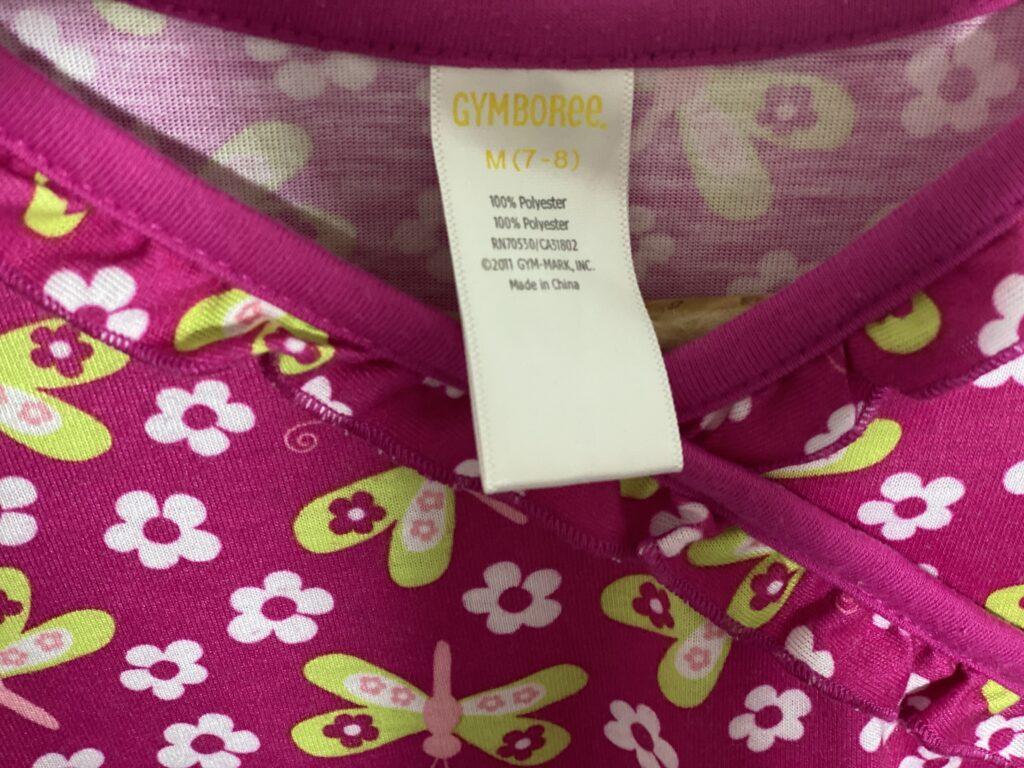 GYMBOREE.
M (7-8)
100% Polyester
100% Polyester
RN70530/CA31802
©2011 GYM-MARK, INC.
Made in China